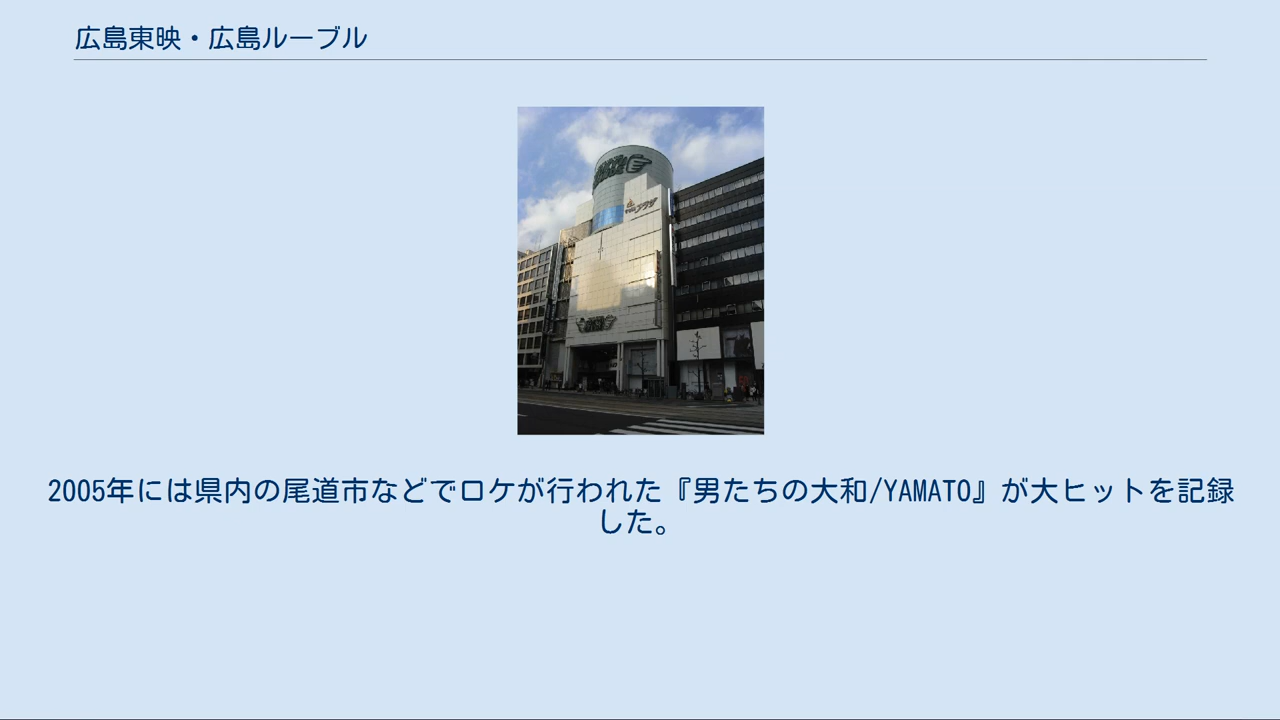 広島東映・広島ルーブル
2005年には県内の尾道市などでロケが行われた『男たちの大和/YAMATO』が大ヒットを記録
した。